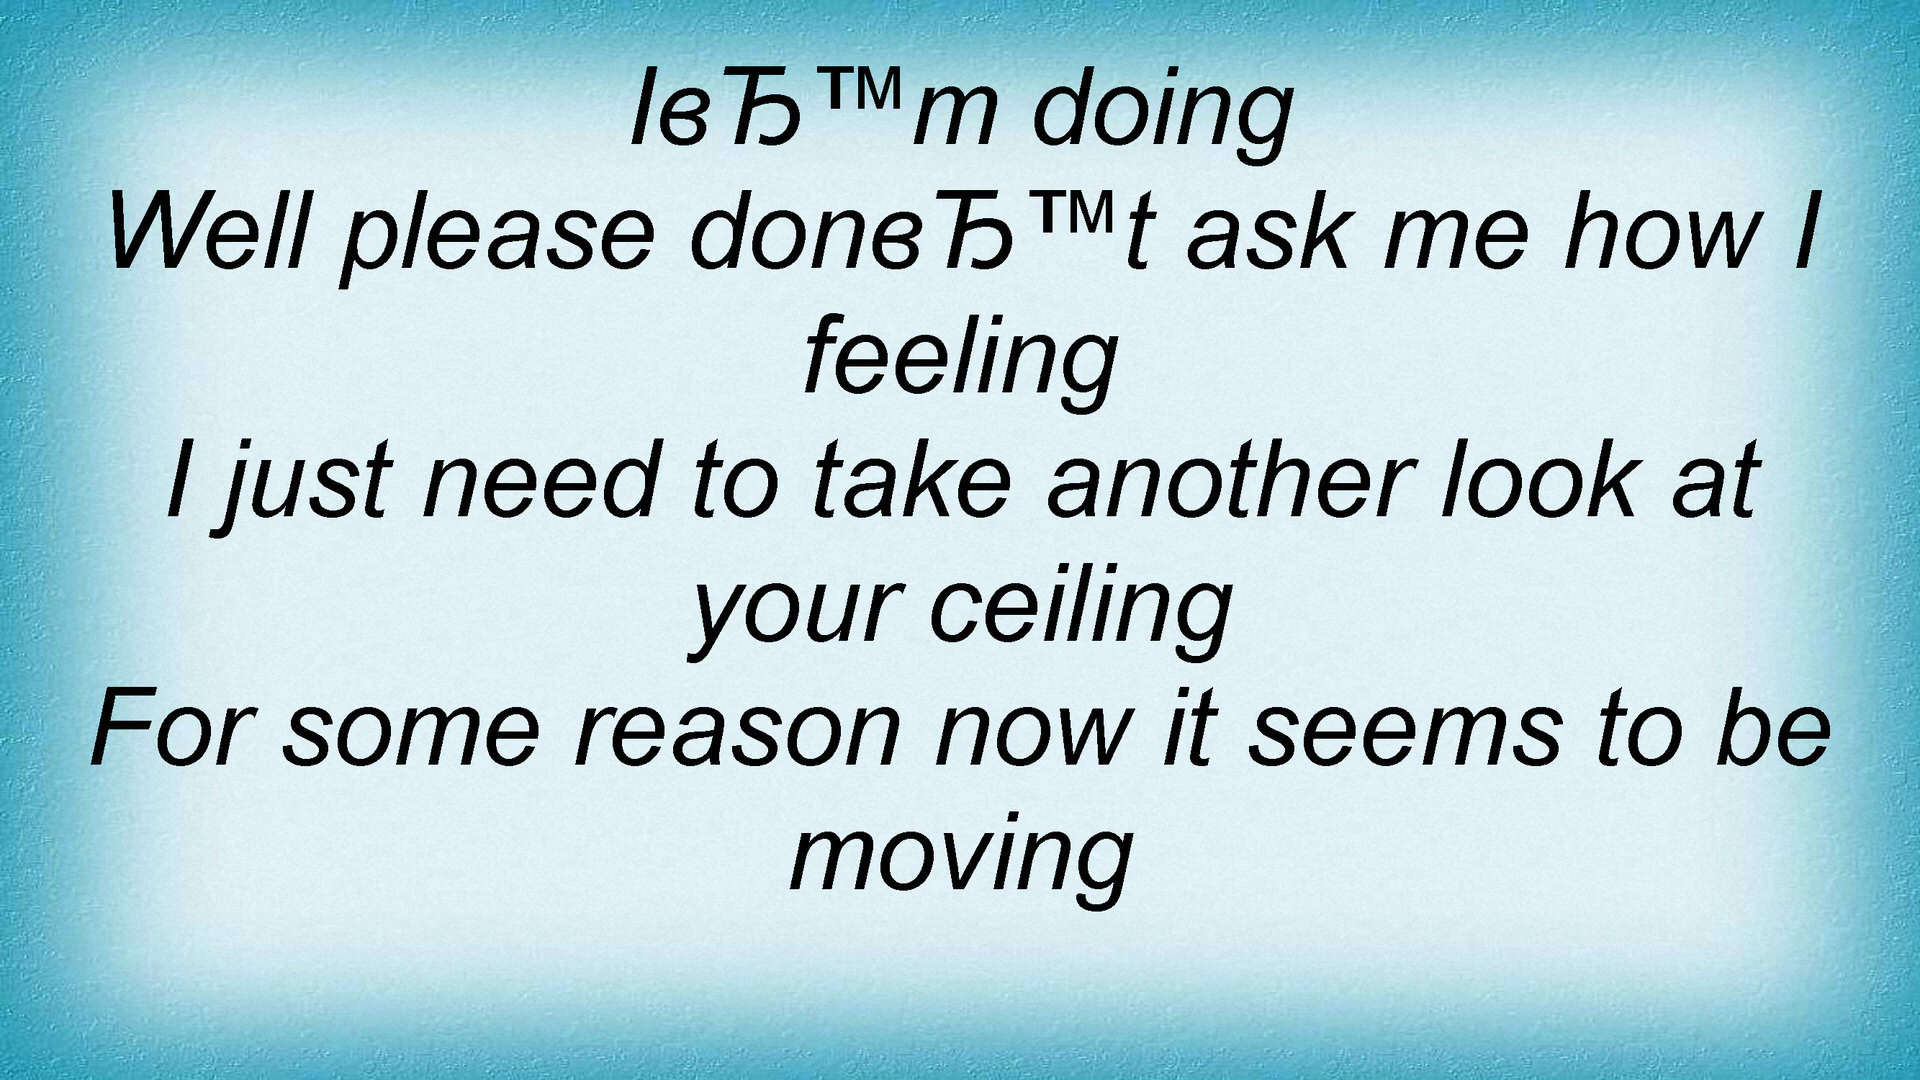 IвЂ™m doing
Well please donвЂ™t ask me how I
feeling
I just need to take another look at
your ceiling
For some reason now it seems to be
moving